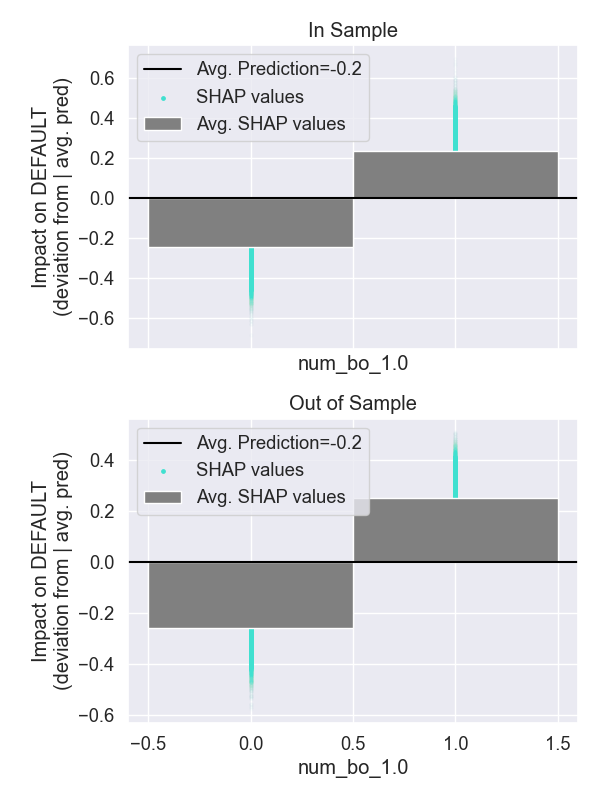 In Sample
Avg. Prediction=-0.2
SHAP values
Avg. SHAP values
Impact on DEFAULT
(deviation from | avg. pred)
0.6
0.4
0.2
0.0
−0.2
−0.4
−0.6
num_bo_1.0
Out of Sample
Avg. Prediction=-0.2
SHAP values
Avg. SHAP values
Impact on DEFAULT
(deviation from | avg. pred)
0.4
0.2
0.0
−0.2
−0.4
−0.6
−0.5 0.0 0.5 1.0 1.5
num_bo_1.0